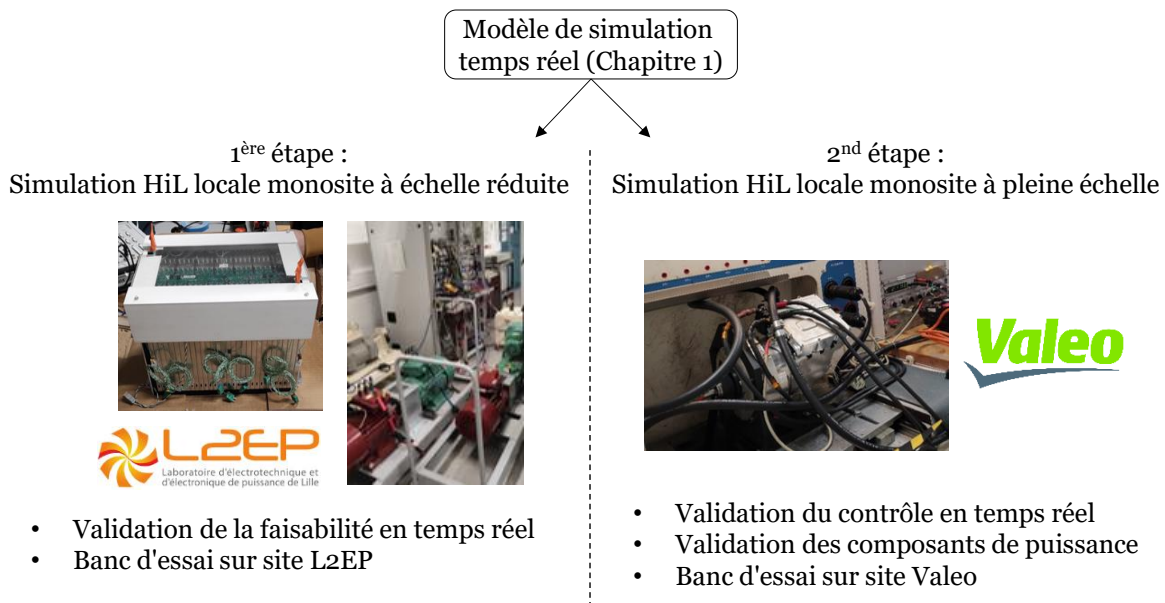 Modèle de simulation
temps réel (Chapitre 1)
1ère étape :
Simulation HiL locale monosite à échelle réduite
L2EP
Laboratoire d'électrotechnique et
d'électronique de puissance de Lille
• Validation de la faisabilité en temps réel
• Banc d'essai sur site L2EP
2nd étape :
Simulation HiL locale monosite à pleine échelle
Valeo
• Validation du contrôle en temps réel
• Validation des composants de puissance
• Banc d'essai sur site Valeo